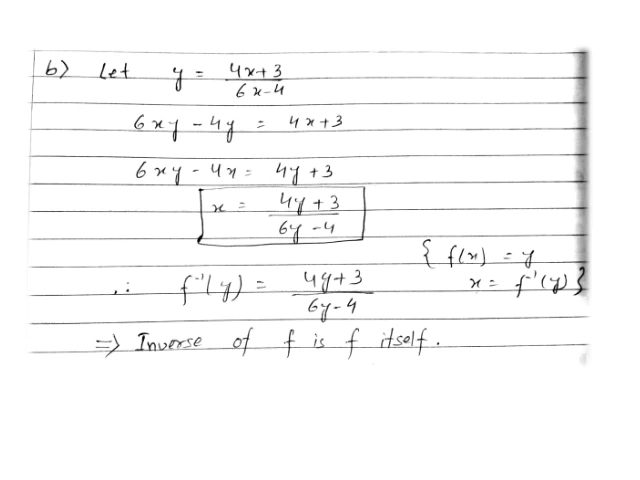 b) Let y = 4x+3 / 6x-4
6xy - 4y = 4x+3
6xy - 4x = 4y+3
x = 4y+3 / 6y-4
{ f(x) = y
∴ f⁻¹(y) = 4y+3 / 6y-4 x = f⁻¹(y) }
=> Inverse of f is f itself.